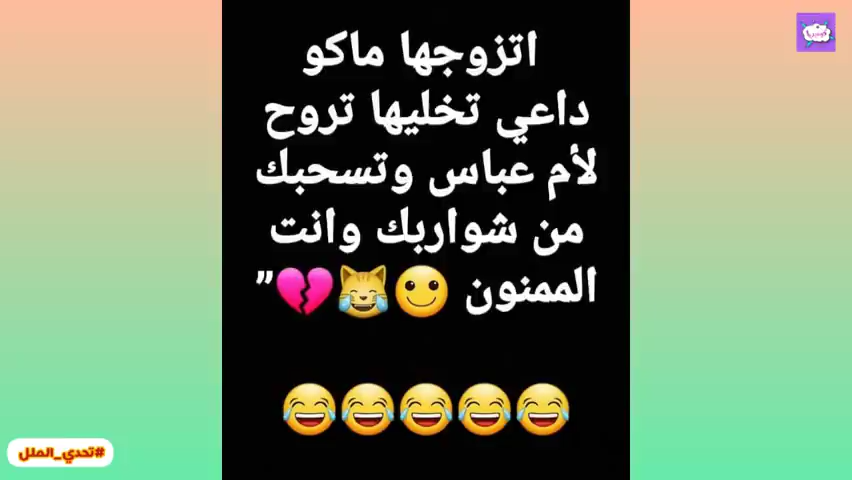 اتزوجها ماكو
داعي تخليها تروح
لأم عباس وتسحبك
من شواربك وانت
الممنون 🙂😹💔”
😂😂😂😂😂
#تحدي_الملل